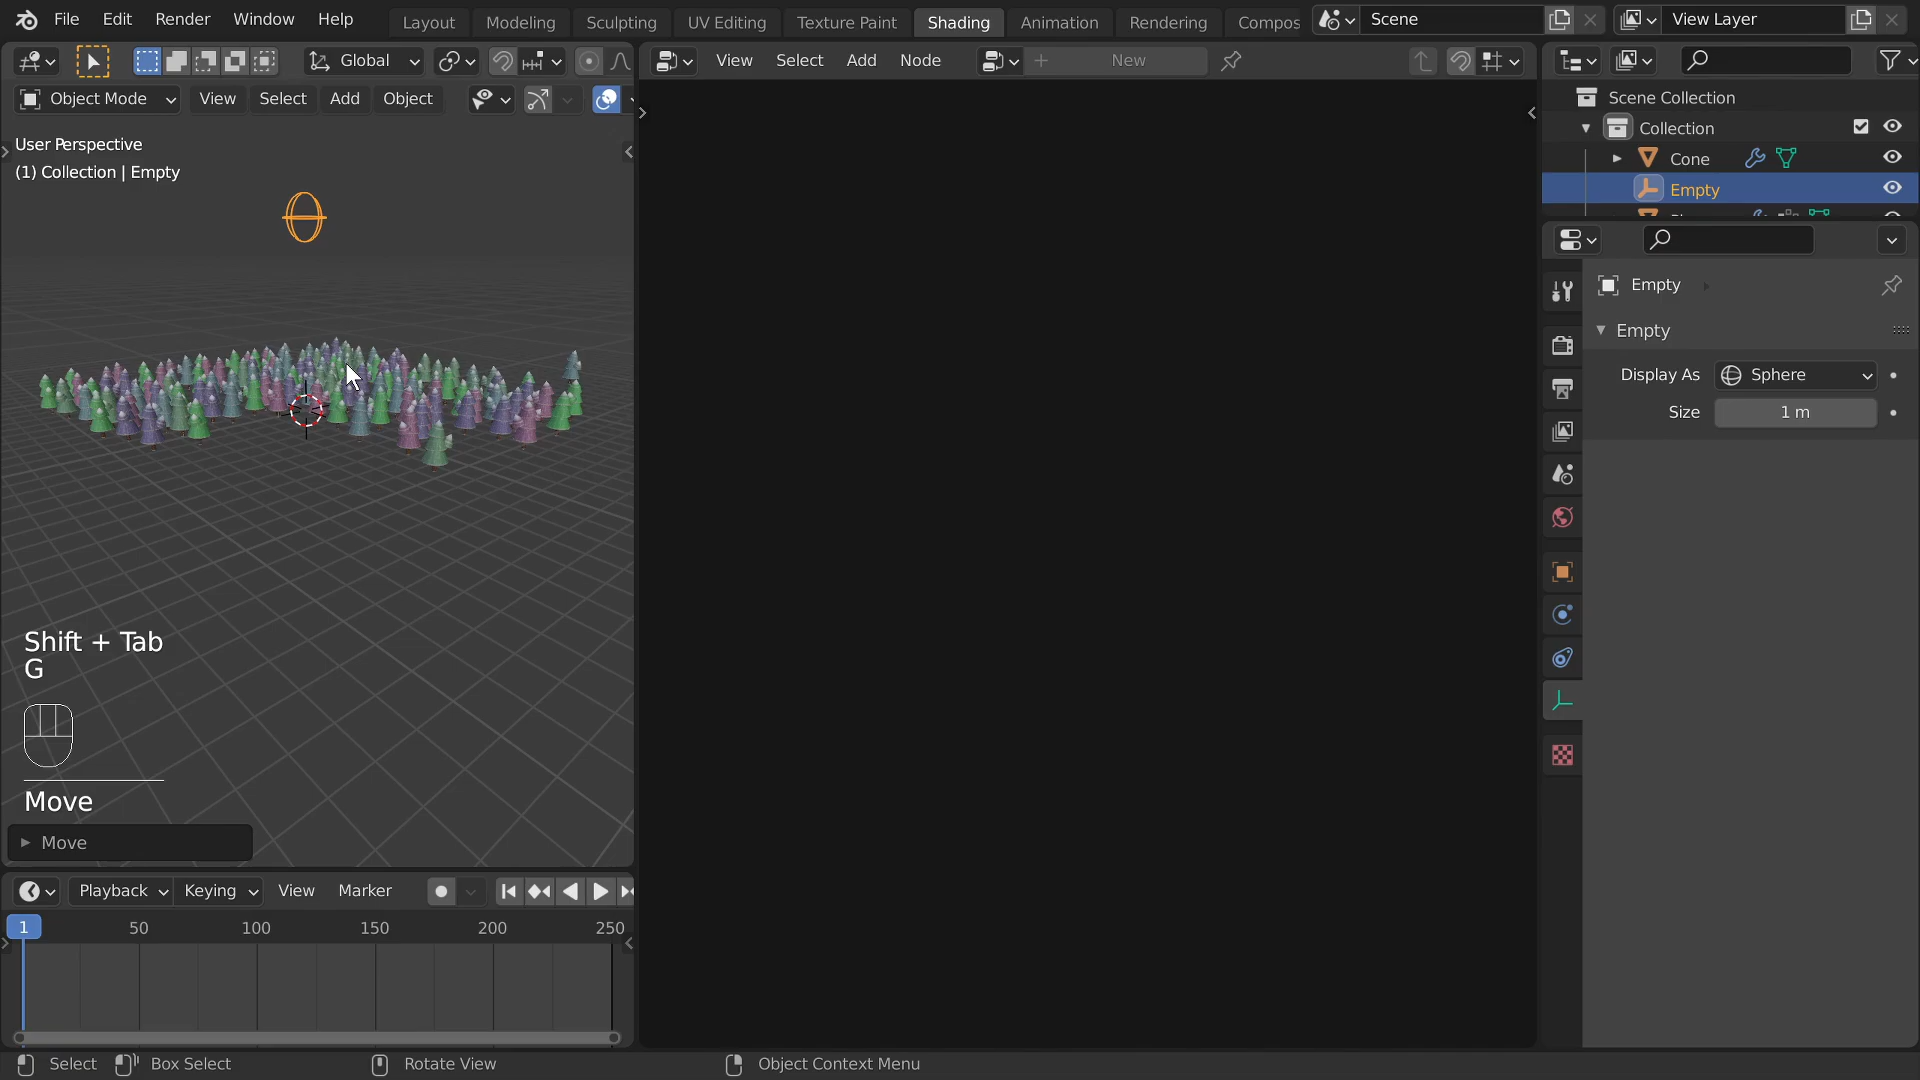 File Edit Render Window Help
Layout Modeling Sculpting UV Editing Texture Paint Shading Animation Rendering Compos
Scene
View Layer
Global
View Select Add Node
New
Object Mode View Select Add Object
Scene Collection
Collection
Cone
Empty
User Perspective
(1) Collection | Empty
Empty
Empty
Display As Sphere
Size 1 m
Shift + Tab
G
Move
Move
Playback Keying View Marker
1 50 100 150 200 250
Select Box Select Rotate View Object Context Menu